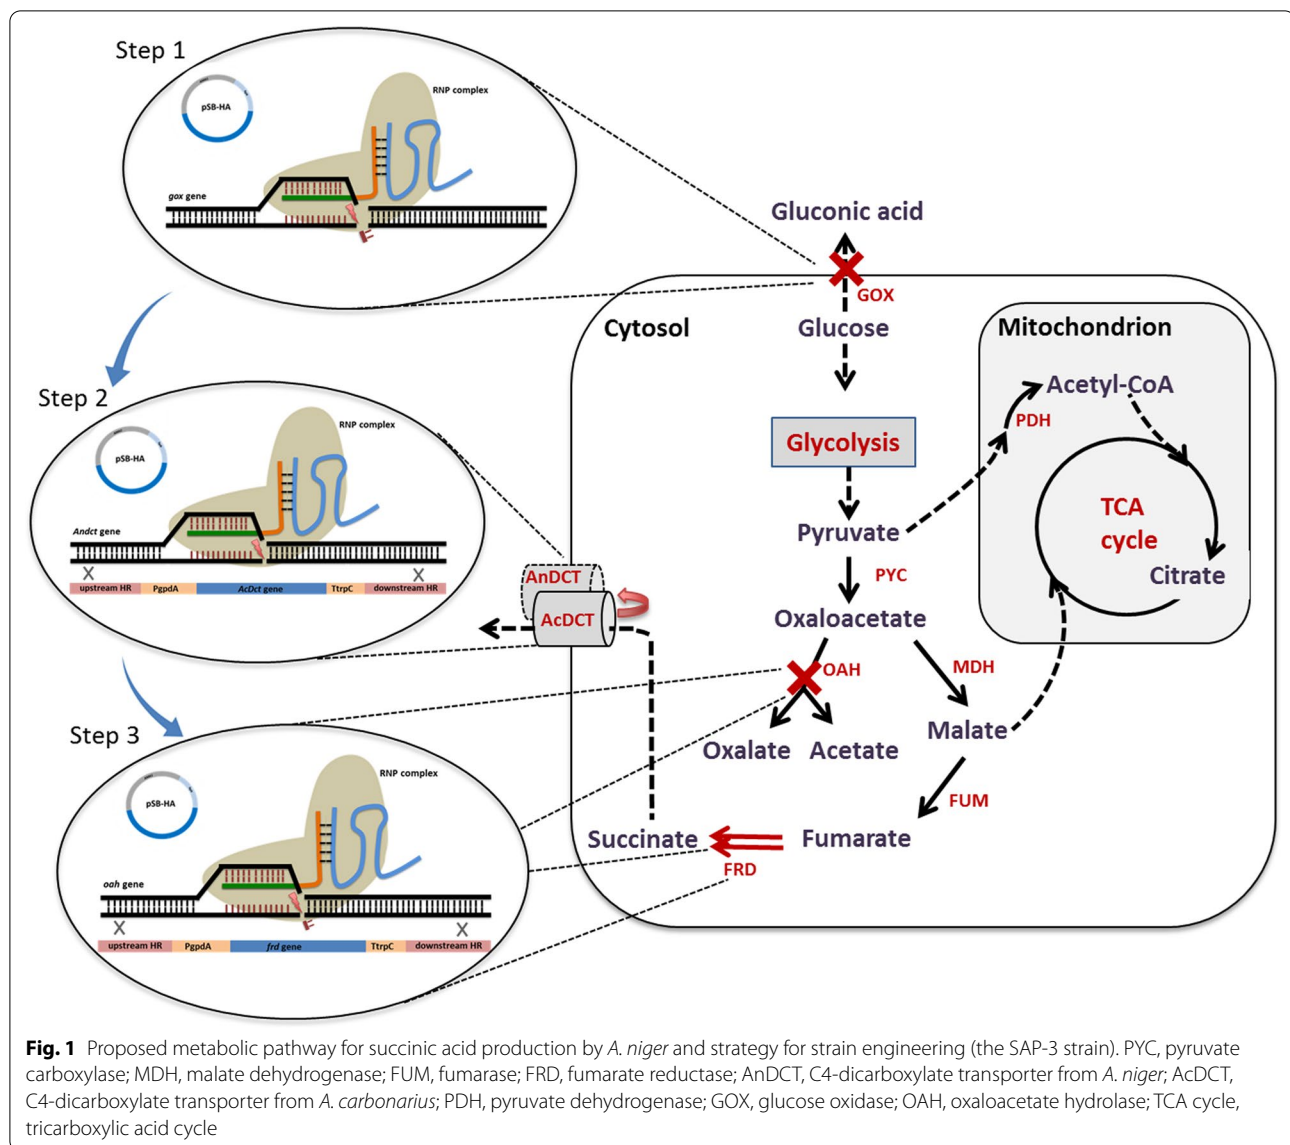 Step 1
RNP complex
pSB-HA
gox gene
Step 2
RNP complex
pSB-HA
Andct gene
upstream HR PgpdA AcDct gene TtrpC downstream HR
Step 3
RNP complex
pSB-HA
oah gene
upstream HR PgpdA frd gene TtrpC downstream HR
Gluconic acid
GOX
Cytosol
Glucose
Mitochondrion
Acetyl-CoA
PDH
Glycolysis
TCA
cycle
Pyruvate
Citrate
PYC
AnDCT
AcDCT
Oxaloacetate
OAH
MDH
Oxalate Acetate
Malate
FUM
Succinate
Fumarate
FRD
Fig. 1 Proposed metabolic pathway for succinic acid production by A. niger and strategy for strain engineering (the SAP-3 strain). PYC, pyruvate
carboxylase; MDH, malate dehydrogenase; FUM, fumarase; FRD, fumarate reductase; AnDCT, C4-dicarboxylate transporter from A. niger; AcDCT,
C4-dicarboxylate transporter from A. carbonarius; PDH, pyruvate dehydrogenase; GOX, glucose oxidase; OAH, oxaloacetate hydrolase; TCA cycle,
tricarboxylic acid cycle